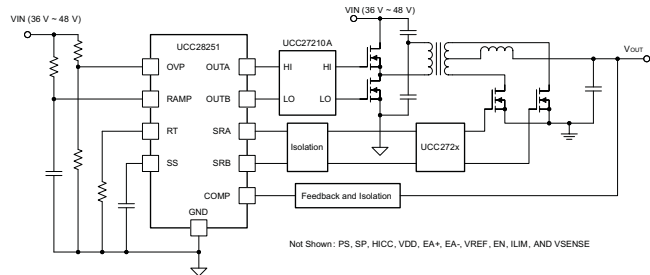 VIN (36 V ~ 48 V)
VIN (36 V ~ 48 V)
UCC28251
UCC27210A
VOUT
OVP
OUTA
HI
HI
RAMP
OUTB
LO
LO
RT
SRA
Isolation
UCC272x
SS
SRB
COMP
Feedback and Isolation
GND
Not Shown: PS, SP, HICC, VDD, EA+, EA-, VREF, EN, ILIM, AND VSENSE